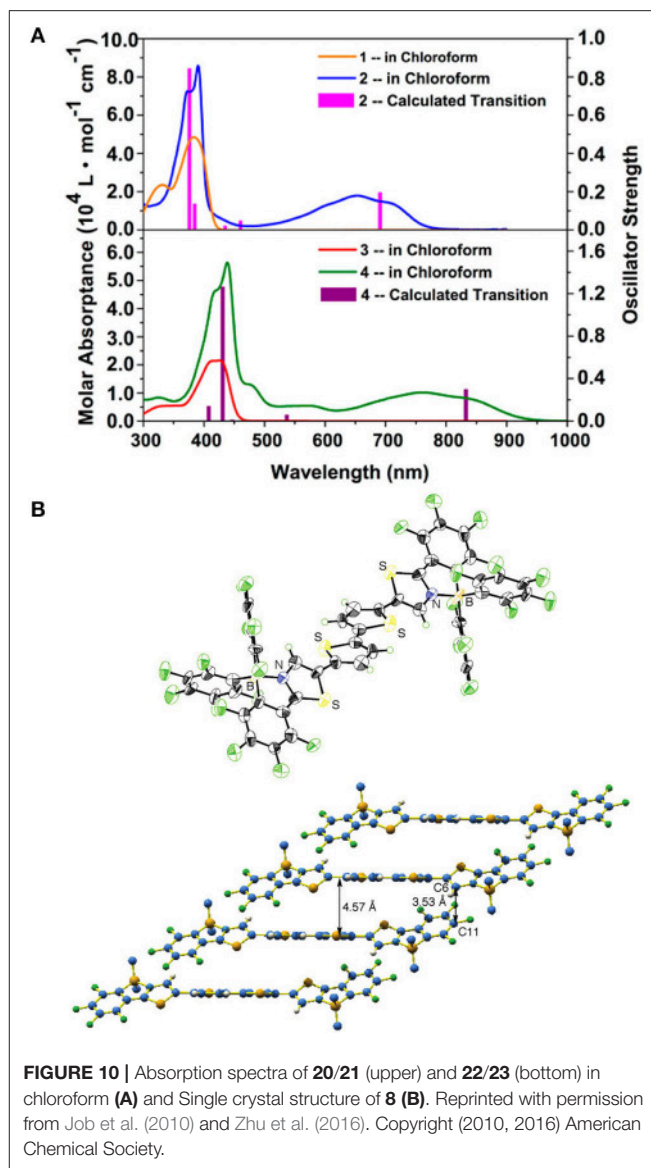 A
10.0
8.0
6.0
4.0
2.0
0.0
1 -- in Chloroform
2 -- in Chloroform
2 -- Calculated Transition
1.0
0.8
0.6
0.4
0.2
0.0
6.0
5.0
4.0
3.0
2.0
1.0
0.0
3 -- in Chloroform
4 -- in Chloroform
4 -- Calculated Transition
1.6
1.2
0.8
0.4
0.0
Molar Absorptance (10⁴ L • mol⁻¹ cm⁻¹)
Oscillator Strength
300 400 500 600 700 800 900 1000
Wavelength (nm)
B
S
N
B
S
S
N
B
S
C6
4.57 Å
3.53 Å
C11
FIGURE 10 | Absorption spectra of 20/21 (upper) and 22/23 (bottom) in
chloroform (A) and Single crystal structure of 8 (B). Reprinted with permission
from Job et al. (2010) and Zhu et al. (2016). Copyright (2010, 2016) American
Chemical Society.